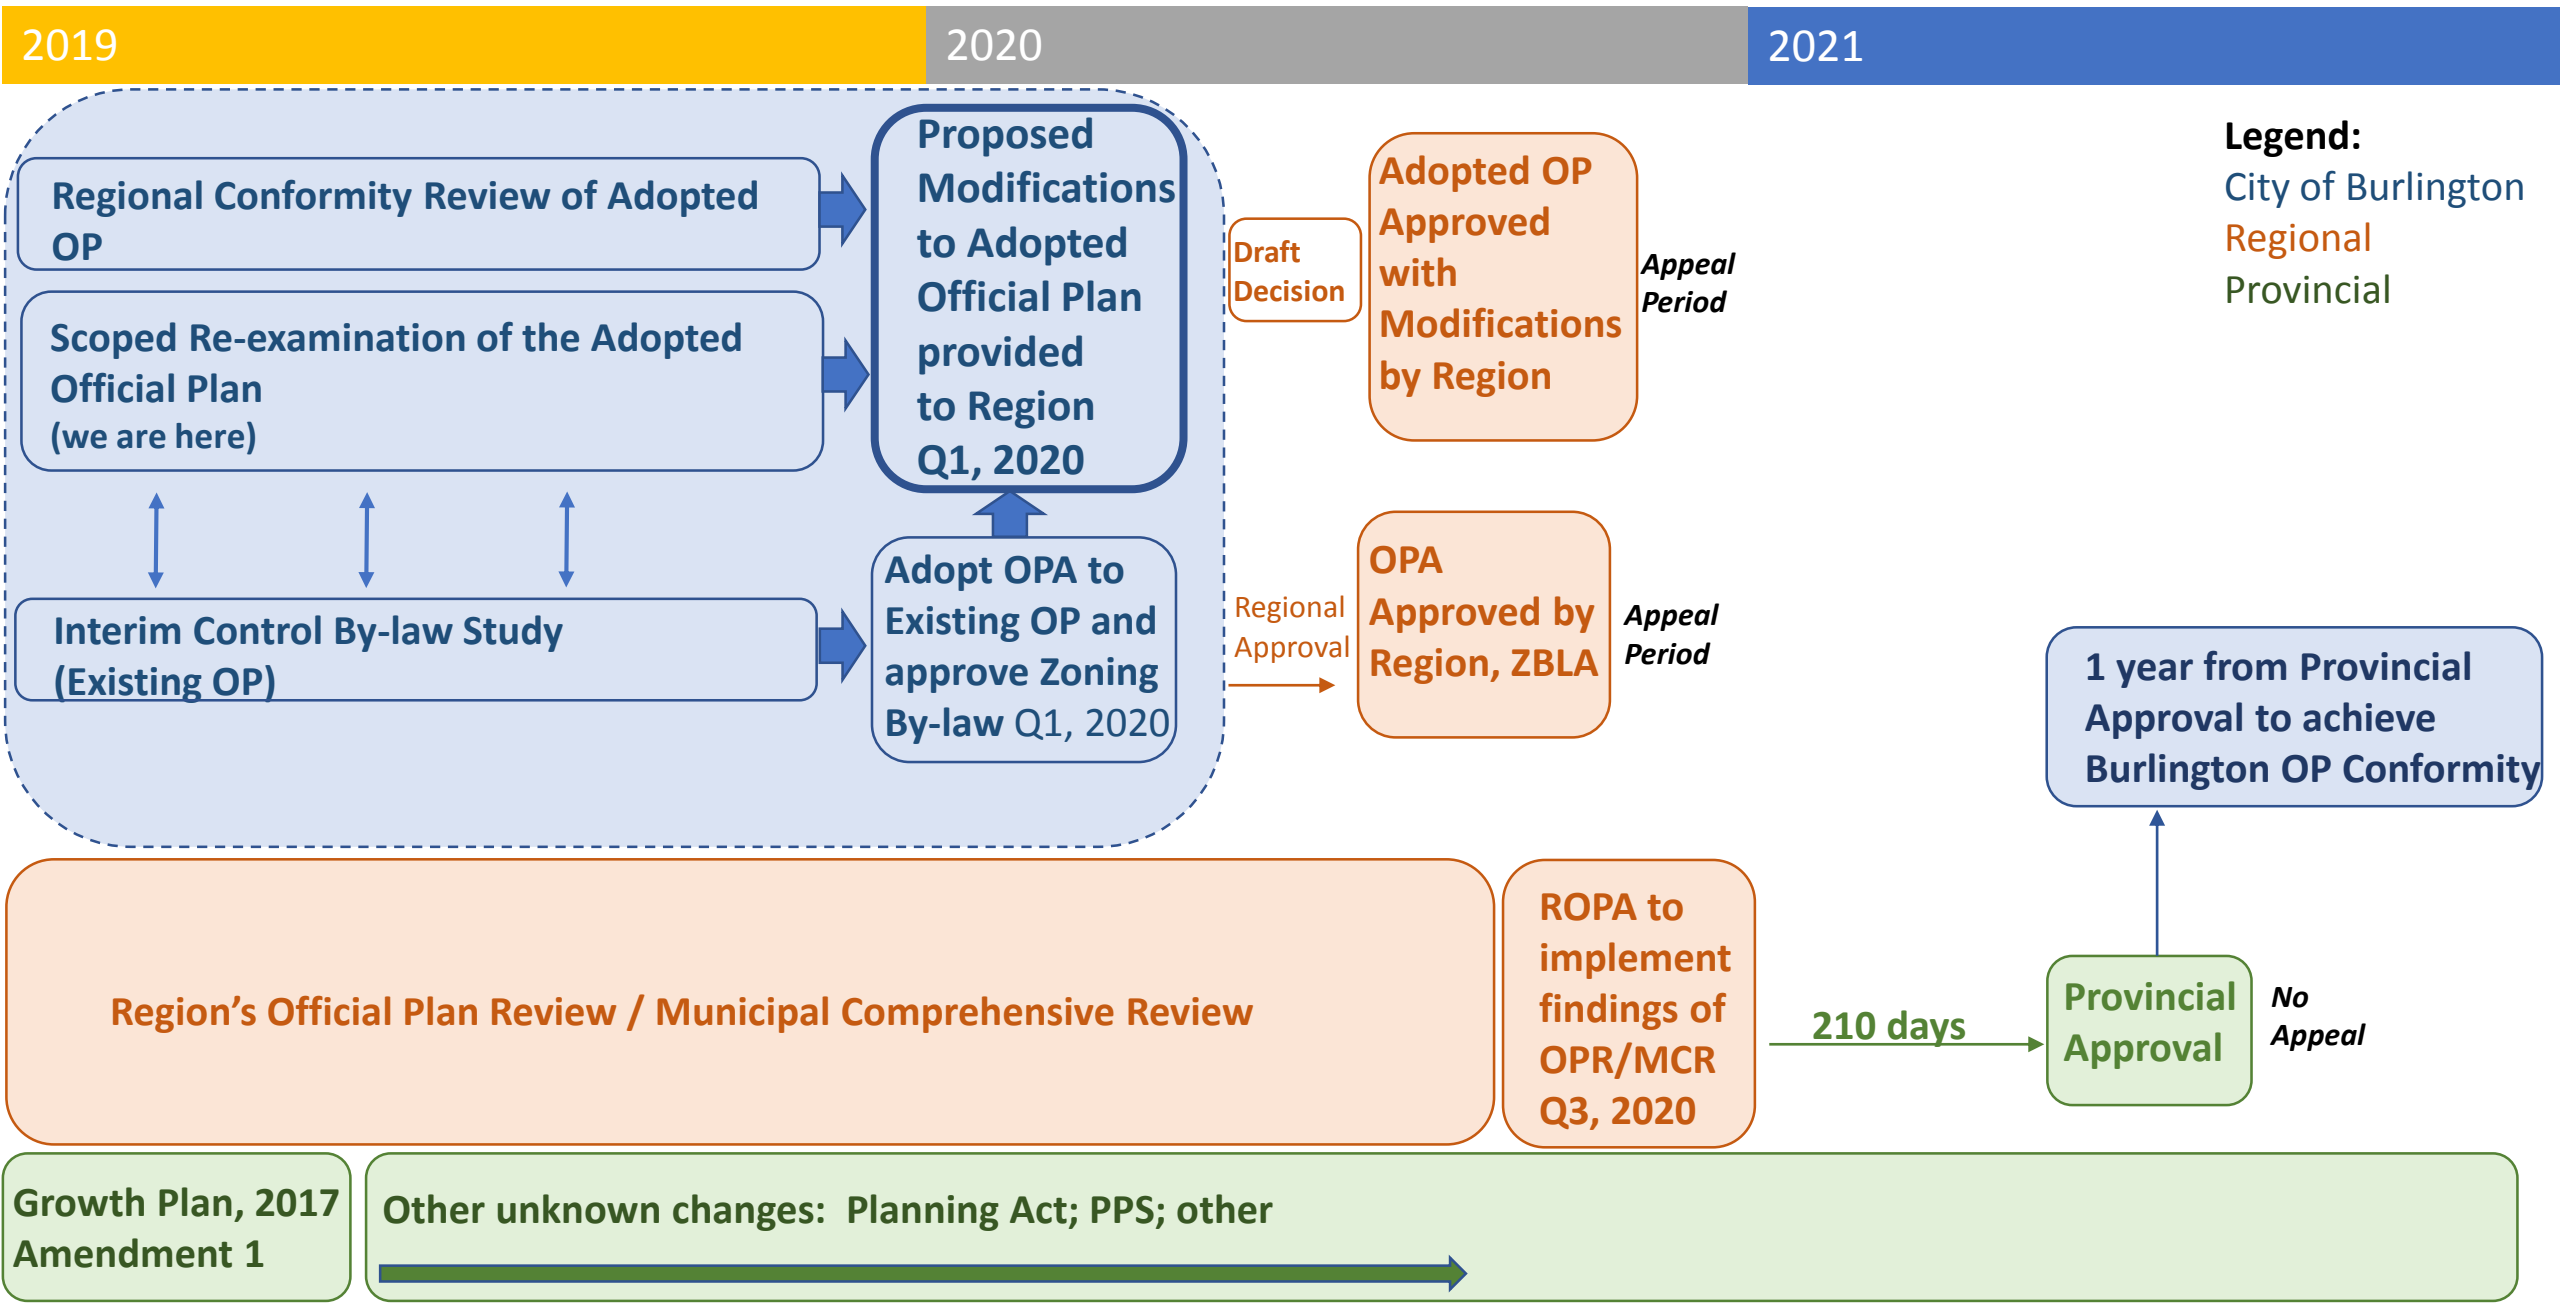 2019
2020
2021
Regional Conformity Review of Adopted
OP
Scoped Re-examination of the Adopted
Official Plan
(we are here)
Interim Control By-law Study
(Existing OP)
Proposed
Modifications
to Adopted
Official Plan
provided
to Region
Q1, 2020
Adopt OPA to
Existing OP and
approve Zoning
By-law Q1, 2020
Draft
Decision
Adopted OP
Approved
with
Modifications
by Region
Appeal
Period
Regional
Approval
OPA
Approved by
Region, ZBLA
Appeal
Period
Legend:
City of Burlington
Regional
Provincial
1 year from Provincial
Approval to achieve
Burlington OP Conformity
Region’s Official Plan Review / Municipal Comprehensive Review
ROPA to
implement
findings of
OPR/MCR
Q3, 2020
210 days
Provincial
Approval
No
Appeal
Growth Plan, 2017
Amendment 1
Other unknown changes:  Planning Act; PPS; other